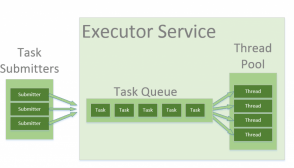 Executor Service
Task
Submitters
Thread
Pool
Task Queue
Submitter
Submitter
Submitter
Task Task Task Task Task
Thread
Thread
Thread
Thread